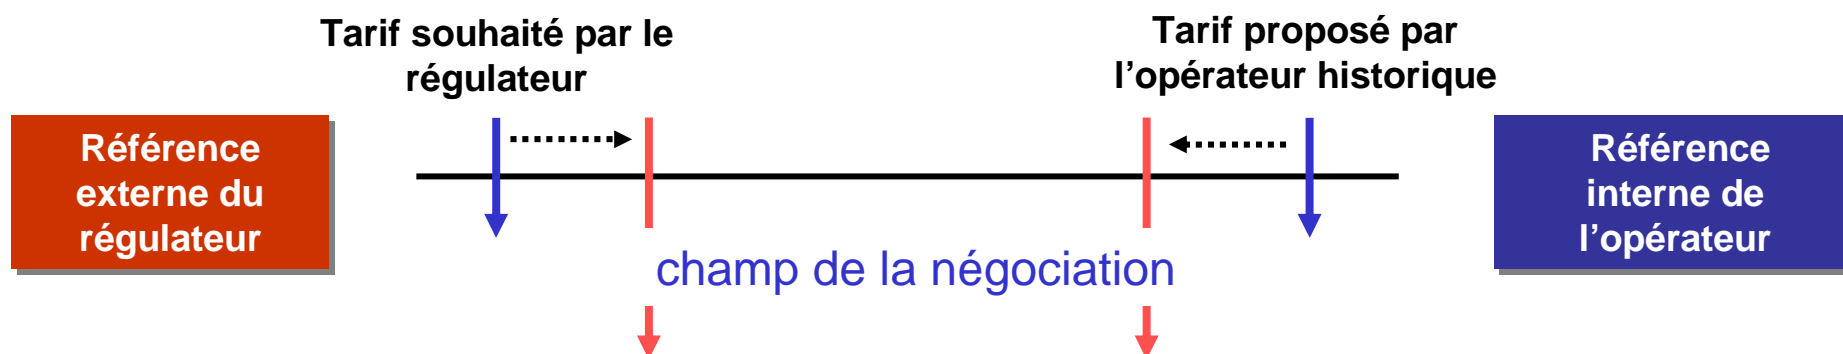 Tarif souhaité par le
régulateur
Tarif proposé par
l’opérateur historique
Référence
externe du
régulateur
Référence
interne de
l’opérateur
champ de la négociation